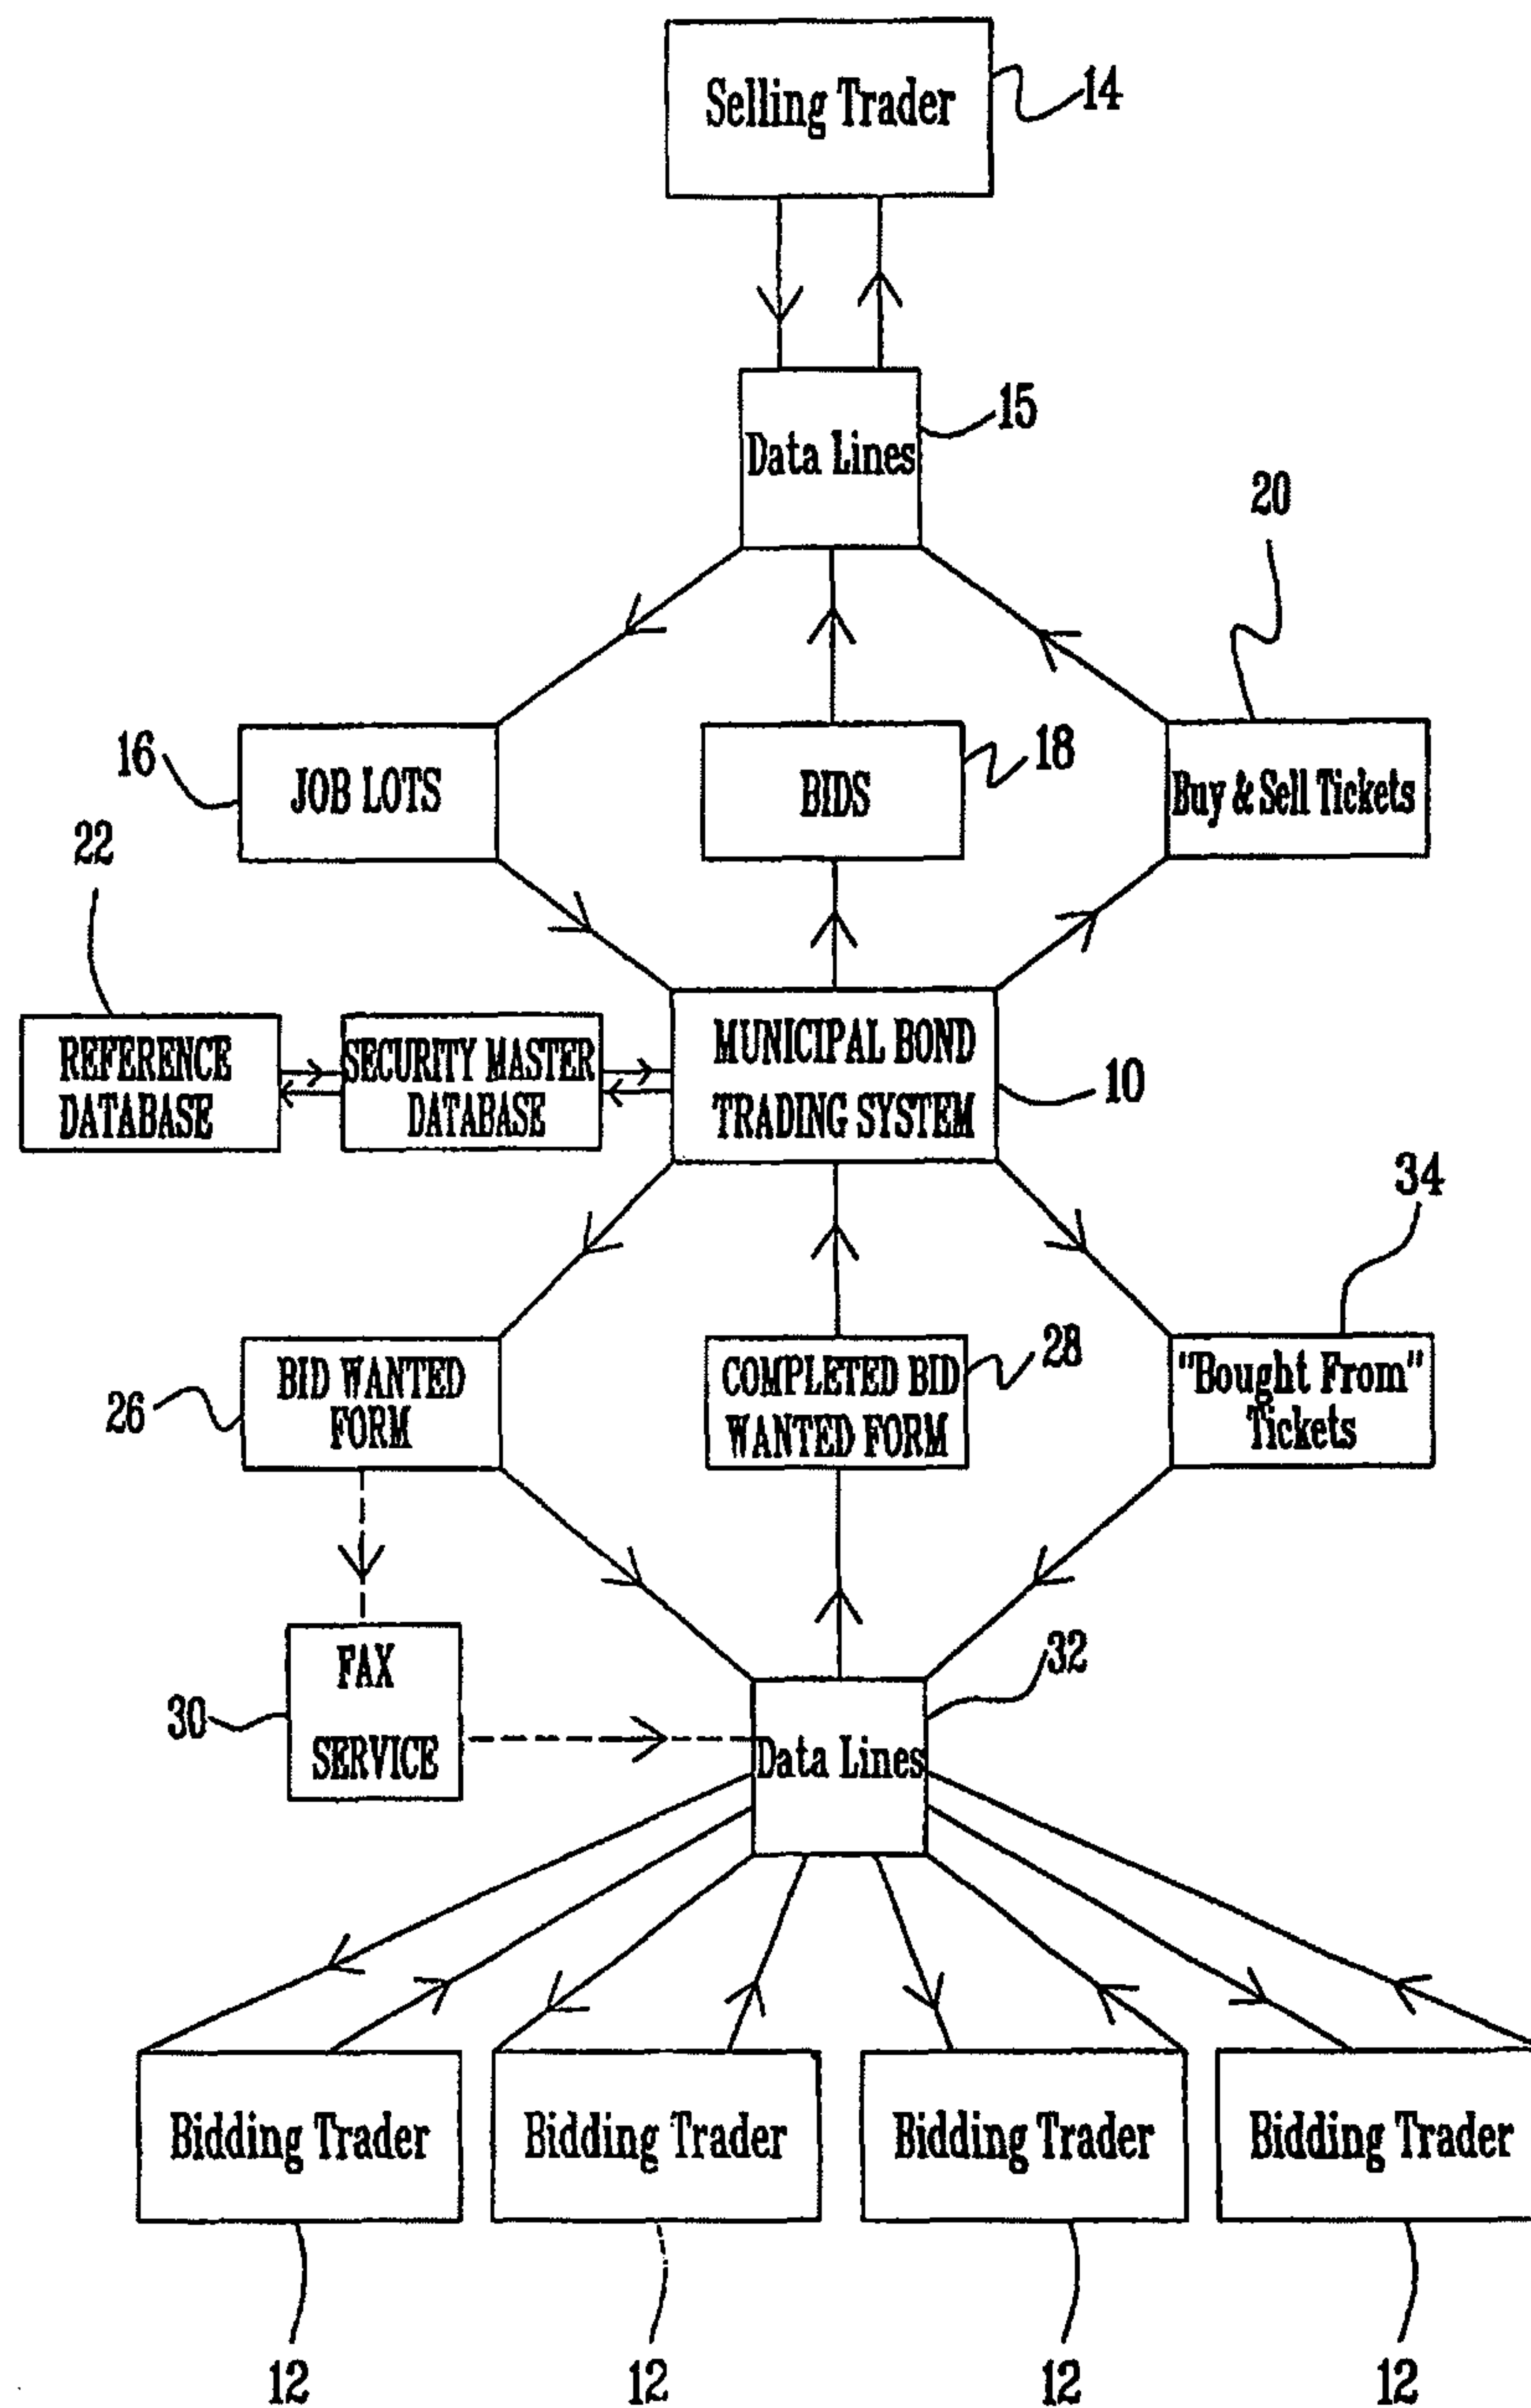 Selling Trader
14
Data Lines
15
20
16
JOB LOTS
BIDS
18
Buy & Sell Tickets
22
REFERENCE
DATABASE
SECURITY MASTER
DATABASE
MUNICIPAL BOND
TRADING SYSTEM
10
34
26
BID WANTED
FORM
COMPLETED BID
WANTED FORM
28
"Bought From"
Tickets
30
FAX
SERVICE
32
Data Lines
Bidding Trader
Bidding Trader
Bidding Trader
Bidding Trader
12
12
12
12